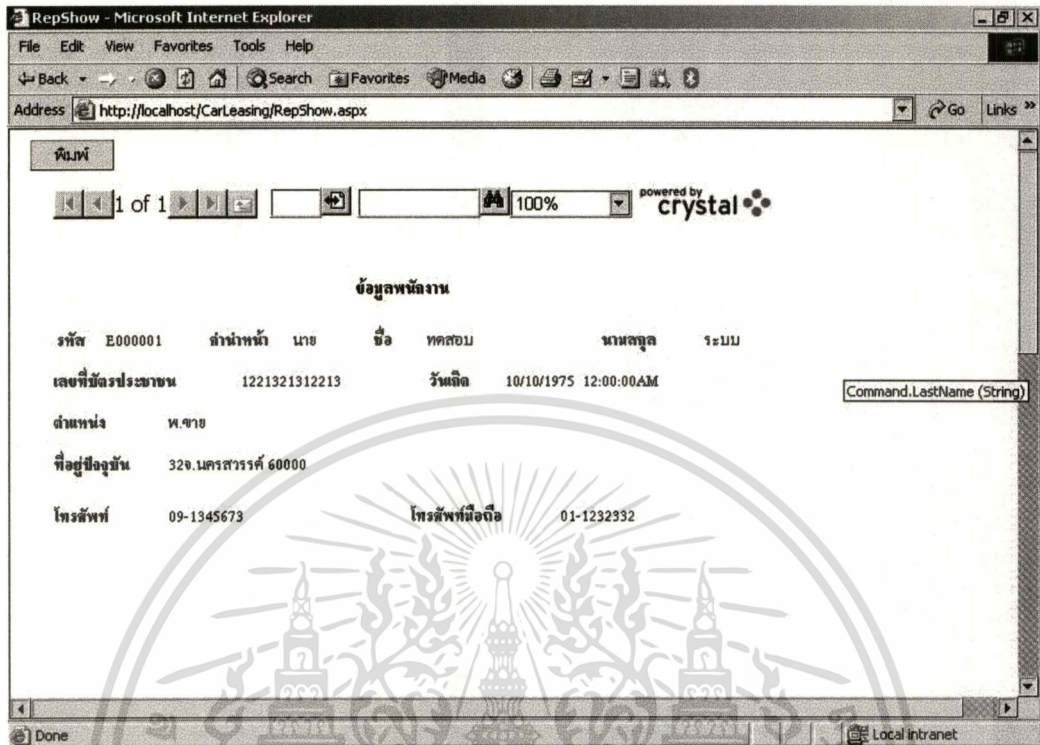 RepShow - Microsoft Internet Explorer
File Edit View Favorites Tools Help
Back Search Favorites Media
Address http://localhost/CarLeasing/RepShow.aspx Go Links »
พิมพ์
1 of 1 100% powered by crystal
ข้อมูลพนักงาน
รหัส E000001 คำนำหน้า นาย ชื่อ ทดสอบ นามสกุล ระบบ
เลขที่บัตรประชาชน 1221321312213 วันเกิด 10/10/1975 12:00:00AM
Command.LastName (String)
ตำแหน่ง พ.ขาย
ที่อยู่ปัจจุบัน 32จ.นครสวรรค์ 60000
โทรศัพท์ 09-1345673 โทรศัพท์มือถือ 01-1232332
Done Local intranet